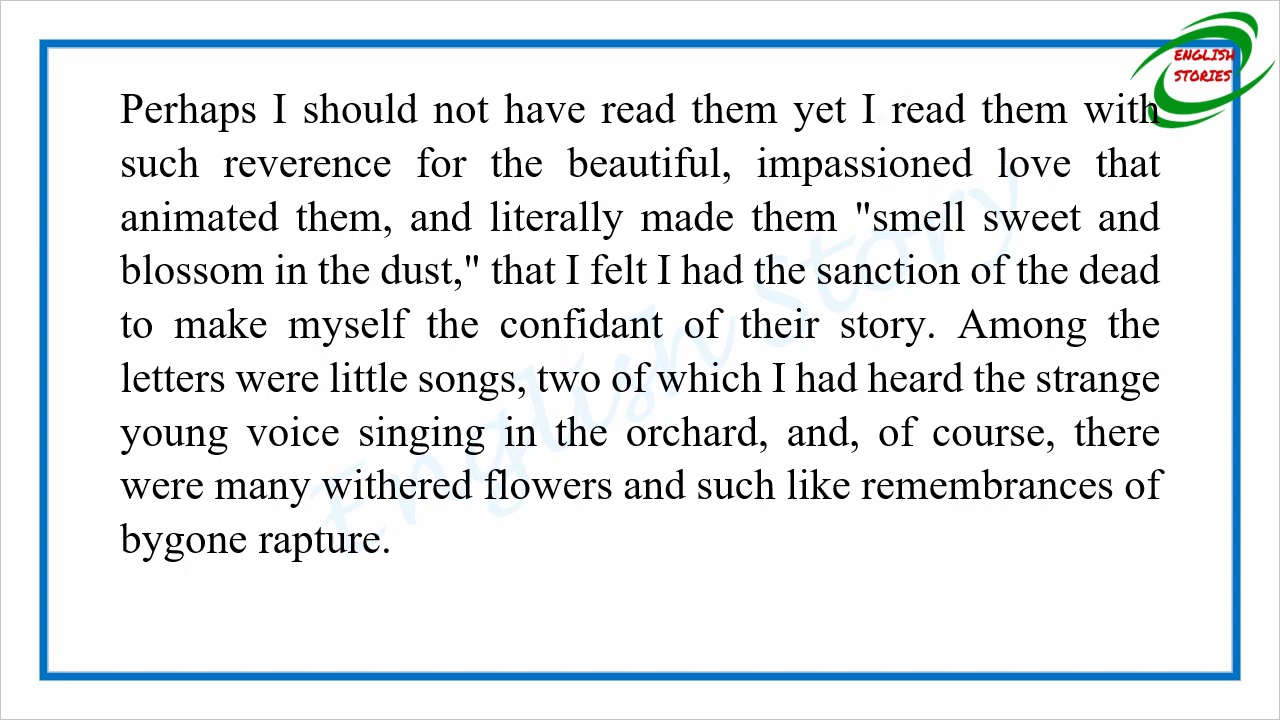 ENGLISH
STORIES
Perhaps I should not have read them yet I read them with
such reverence for the beautiful, impassioned love that
animated them, and literally made them "smell sweet and
blossom in the dust," that I felt I had the sanction of the dead
to make myself the confidant of their story. Among the
letters were little songs, two of which I had heard the strange
young voice singing in the orchard, and, of course, there
were many withered flowers and such like remembrances of
bygone rapture.
English Story